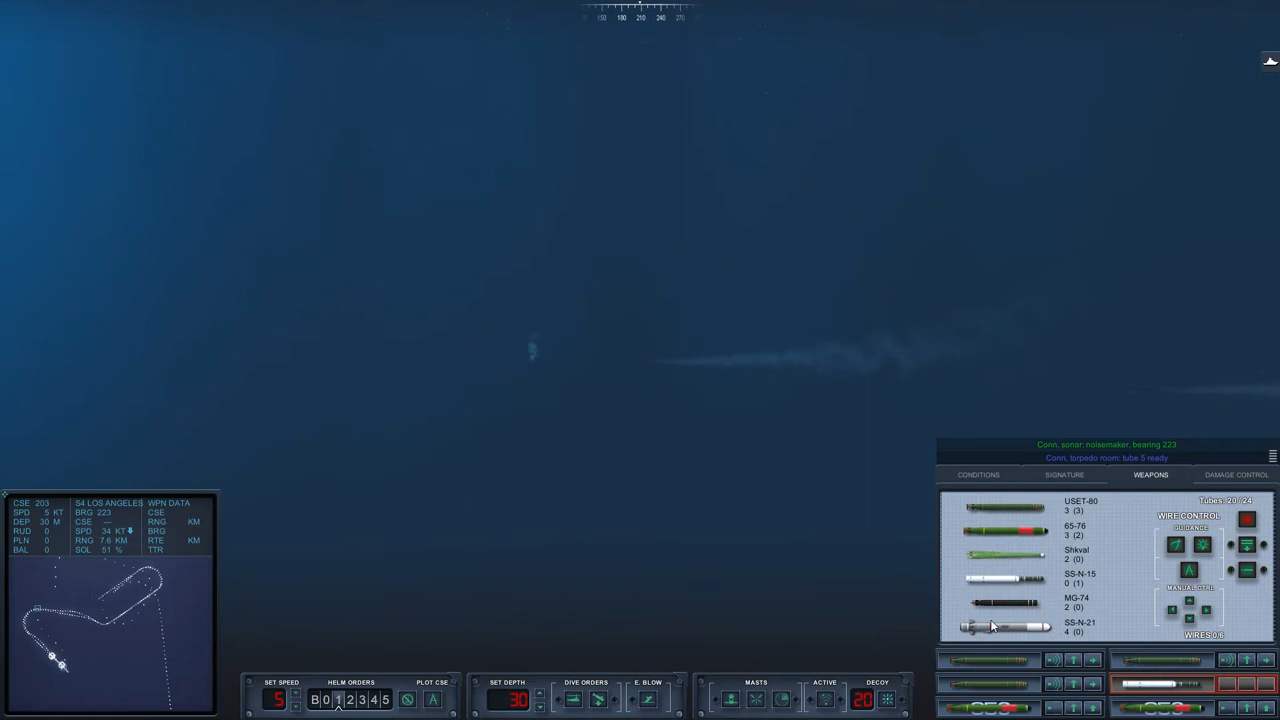 150 180 210 240 270
Conn, sonar: noisemaker, bearing 223
Conn, torpedo room: tube 5 ready
CONDITIONS SIGNATURE WEAPONS DAMAGE CONTROL
USET-80
3 (3)
65-76
3 (2)
Shkval
2 (0)
SS-N-15
0 (1)
MG-74
2 (0)
SS-N-21
4 (0)
Tubes: 20 /24
WIRE CONTROL
GUIDANCE
A
MANUAL CTRL
WIRES 0/6
CSE 203
SPD 5 KT
DEP 30 M
RUD 0
PLN 0
BAL 0
S4 LOS ANGELES
BRG 223
CSE ---
SPD 34 KT
RNG 7.6 KM
SOL 51 %
WPN DATA
CSE
RNG KM
BRG
RTE KM
TTR
SET SPEED HELM ORDERS PLOT CSE
5 B 0 1 2 3 4 5 A
SET DEPTH DIVE ORDERS E. BLOW
30
MASTS ACTIVE DECOY
20